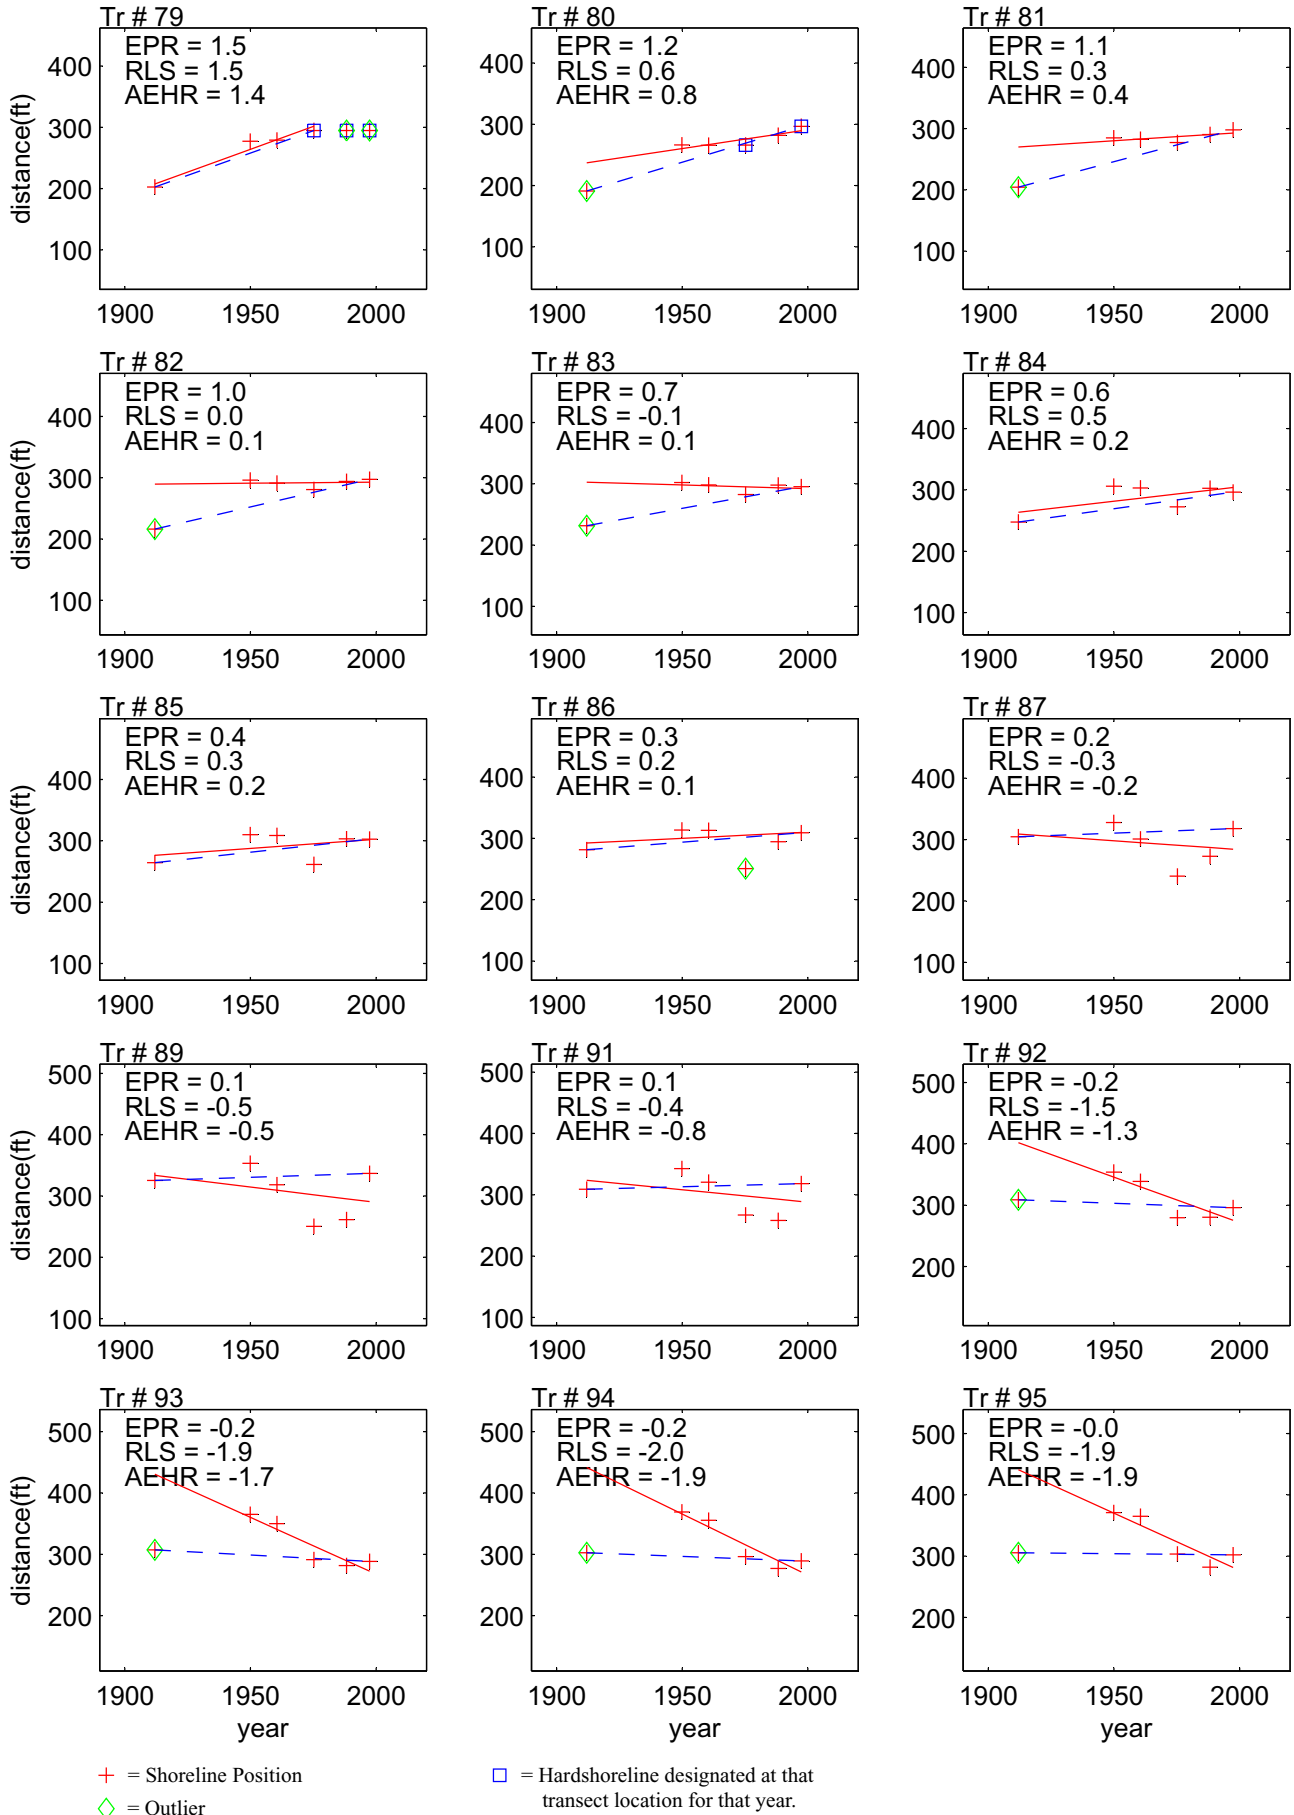 Tr # 79
EPR = 1.5
RLS = 1.5
AEHR = 1.4
400
300
200
100
distance(ft)
1900 1950 2000
Tr # 80
EPR = 1.2
RLS = 0.6
AEHR = 0.8
400
300
200
100
1900 1950 2000
Tr # 81
EPR = 1.1
RLS = 0.3
AEHR = 0.4
400
300
200
100
1900 1950 2000
Tr # 82
EPR = 1.0
RLS = 0.0
AEHR = 0.1
400
300
200
100
distance(ft)
1900 1950 2000
Tr # 83
EPR = 0.7
RLS = -0.1
AEHR = 0.1
400
300
200
100
1900 1950 2000
Tr # 84
EPR = 0.6
RLS = 0.5
AEHR = 0.2
400
300
200
100
1900 1950 2000
Tr # 85
EPR = 0.4
RLS = 0.3
AEHR = 0.2
400
300
200
100
distance(ft)
1900 1950 2000
Tr # 86
EPR = 0.3
RLS = 0.2
AEHR = 0.1
400
300
200
100
1900 1950 2000
Tr # 87
EPR = 0.2
RLS = -0.3
AEHR = -0.2
400
300
200
100
1900 1950 2000
Tr # 89
EPR = 0.1
RLS = -0.5
AEHR = -0.5
500
400
300
200
100
distance(ft)
1900 1950 2000
Tr # 91
EPR = 0.1
RLS = -0.4
AEHR = -0.8
500
400
300
200
100
1900 1950 2000
Tr # 92
EPR = -0.2
RLS = -1.5
AEHR = -1.3
500
400
300
200
1900 1950 2000
Tr # 93
EPR = -0.2
RLS = -1.9
AEHR = -1.7
500
400
300
200
distance(ft)
1900 1950 2000
year
Tr # 94
EPR = -0.2
RLS = -2.0
AEHR = -1.9
500
400
300
200
1900 1950 2000
year
Tr # 95
EPR = -0.0
RLS = -1.9
AEHR = -1.9
500
400
300
200
1900 1950 2000
year
= Shoreline Position
= Outlier
= Hardshoreline designated at that
transect location for that year.